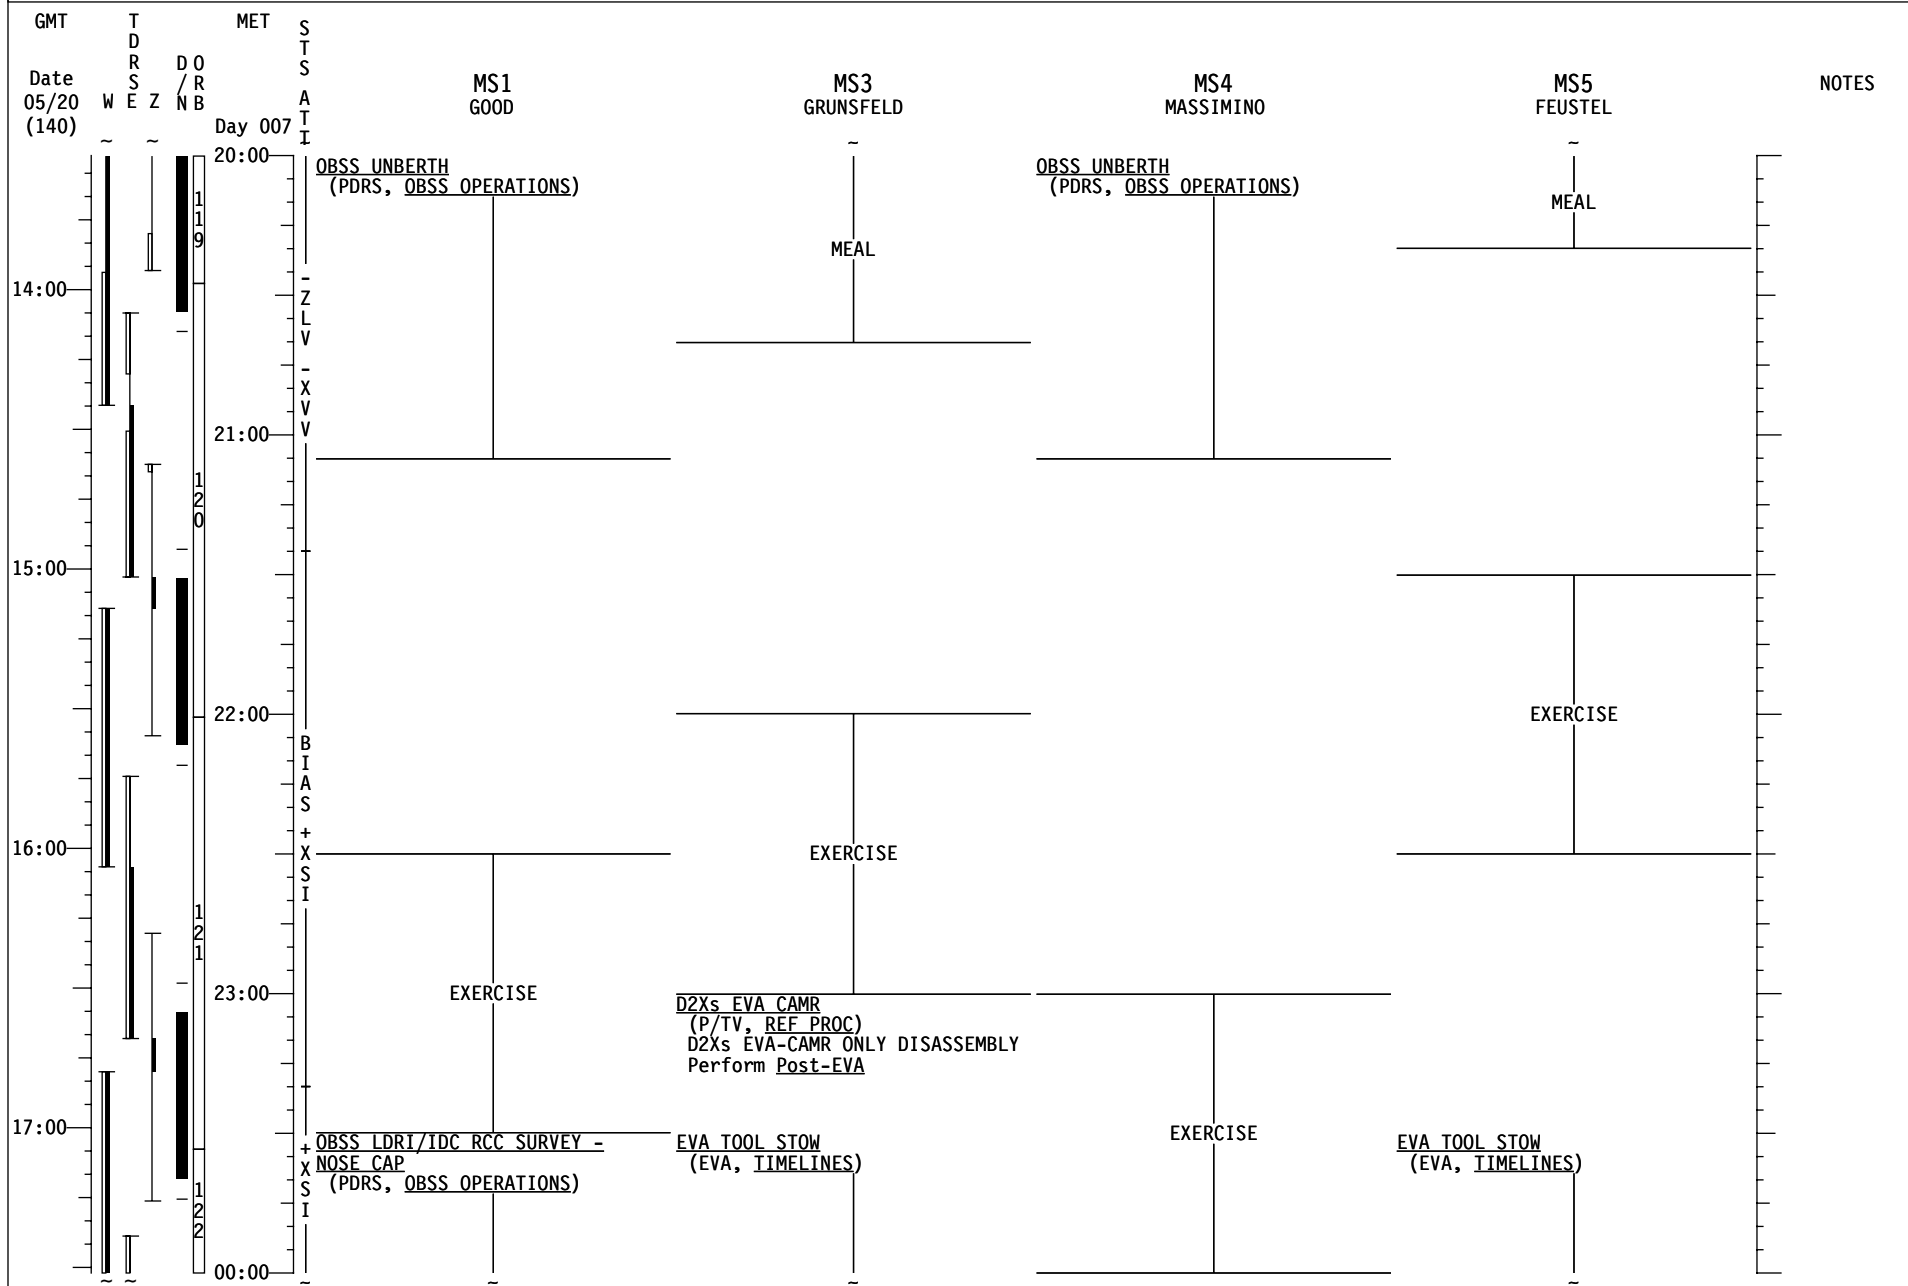 GMT
TDRS
MET
STS ATT
D/N
ORB
Date
05/20
(140)
W E Z
Day 007
MS1
GOOD
MS3
GRUNSFELD
MS4
MASSIMINO
MS5
FEUSTEL
NOTES
~ ~ ~ ~
20:00
OBSS UNBERTH
(PDRS, OBSS OPERATIONS)
OBSS UNBERTH
(PDRS, OBSS OPERATIONS)
119
MEAL
MEAL
14:00
-ZLV -XVV
21:00
120
15:00
22:00
EXERCISE
BIAS +XSI
16:00
EXERCISE
121
23:00
EXERCISE
D2Xs EVA CAMR
(P/TV, REF PROC)
D2Xs EVA-CAMR ONLY DISASSEMBLY
Perform Post-EVA
17:00
EXERCISE
+XSI
OBSS LDRI/IDC RCC SURVEY -
NOSE CAP
(PDRS, OBSS OPERATIONS)
EVA TOOL STOW
(EVA, TIMELINES)
EVA TOOL STOW
(EVA, TIMELINES)
122
00:00
~ ~ ~ ~ ~ ~